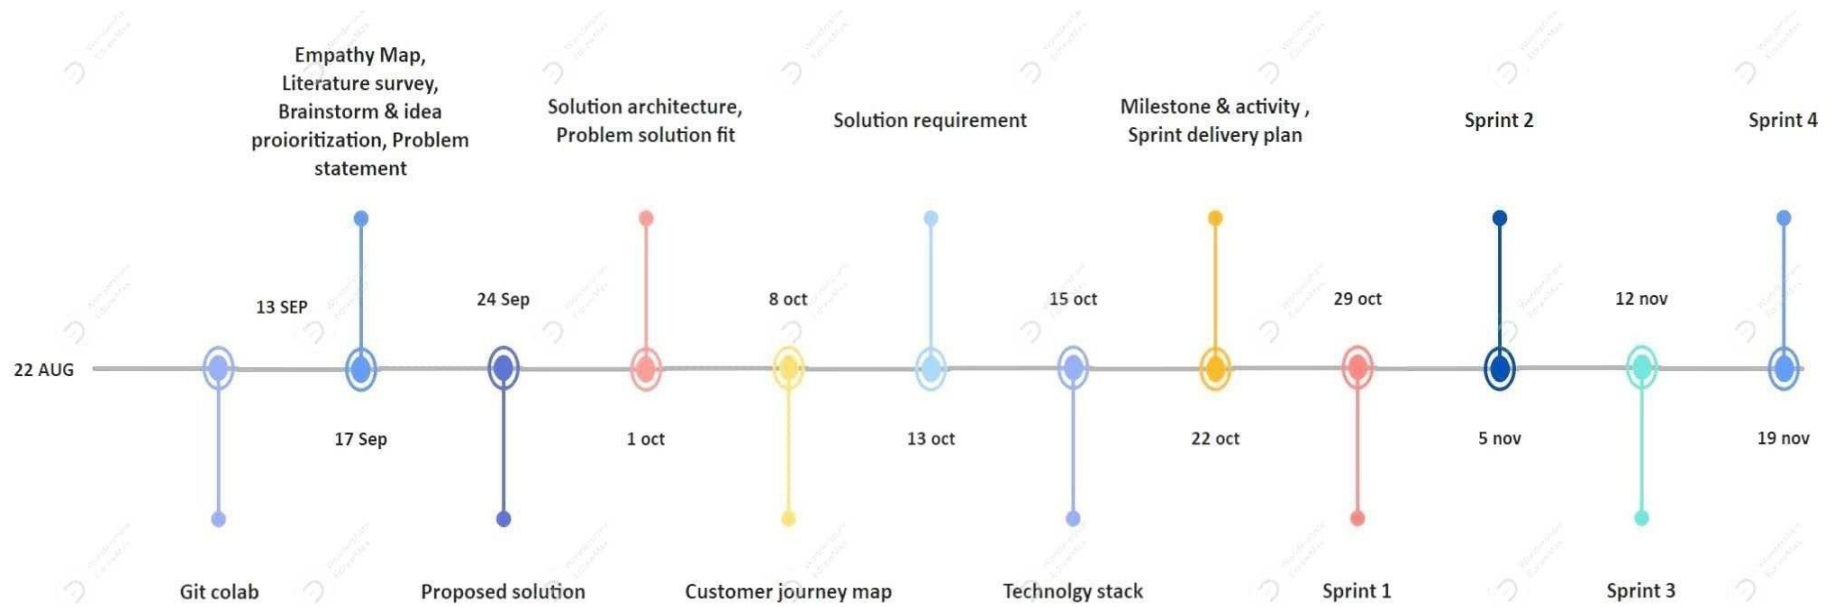 Empathy Map,
Literature survey,
Brainstorm & idea
proioritization, Problem
statement
Solution architecture,
Problem solution fit
Solution requirement
Milestone & activity ,
Sprint delivery plan
Sprint 2
Sprint 4
13 SEP
24 Sep
8 oct
15 oct
29 oct
12 nov
22 AUG
17 Sep
1 oct
13 oct
22 oct
5 nov
19 nov
Git colab
Proposed solution
Customer journey map
Technolgy stack
Sprint 1
Sprint 3